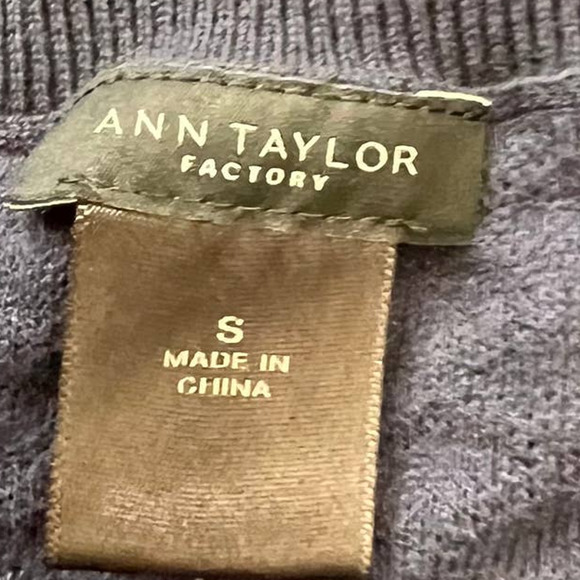 ANN TAYLOR
FACTORY
S
MADE IN
CHINA